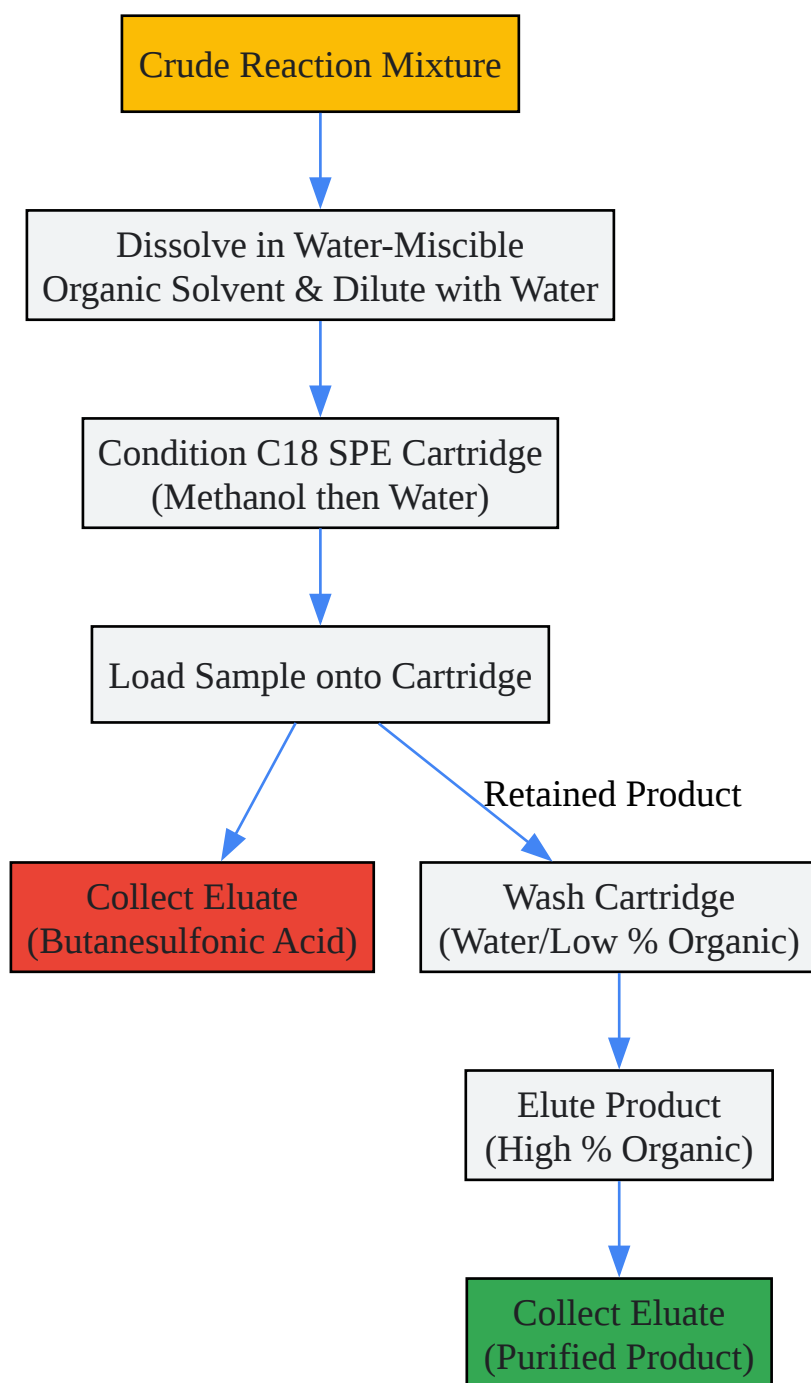 Crude Reaction Mixture
Dissolve in Water-Miscible
Organic Solvent & Dilute with Water
Condition C18 SPE Cartridge
(Methanol then Water)
Load Sample onto Cartridge
Retained Product
Collect Eluate
(Butanesulfonic Acid)
Wash Cartridge
(Water/Low % Organic)
Elute Product
(High % Organic)
Collect Eluate
(Purified Product)